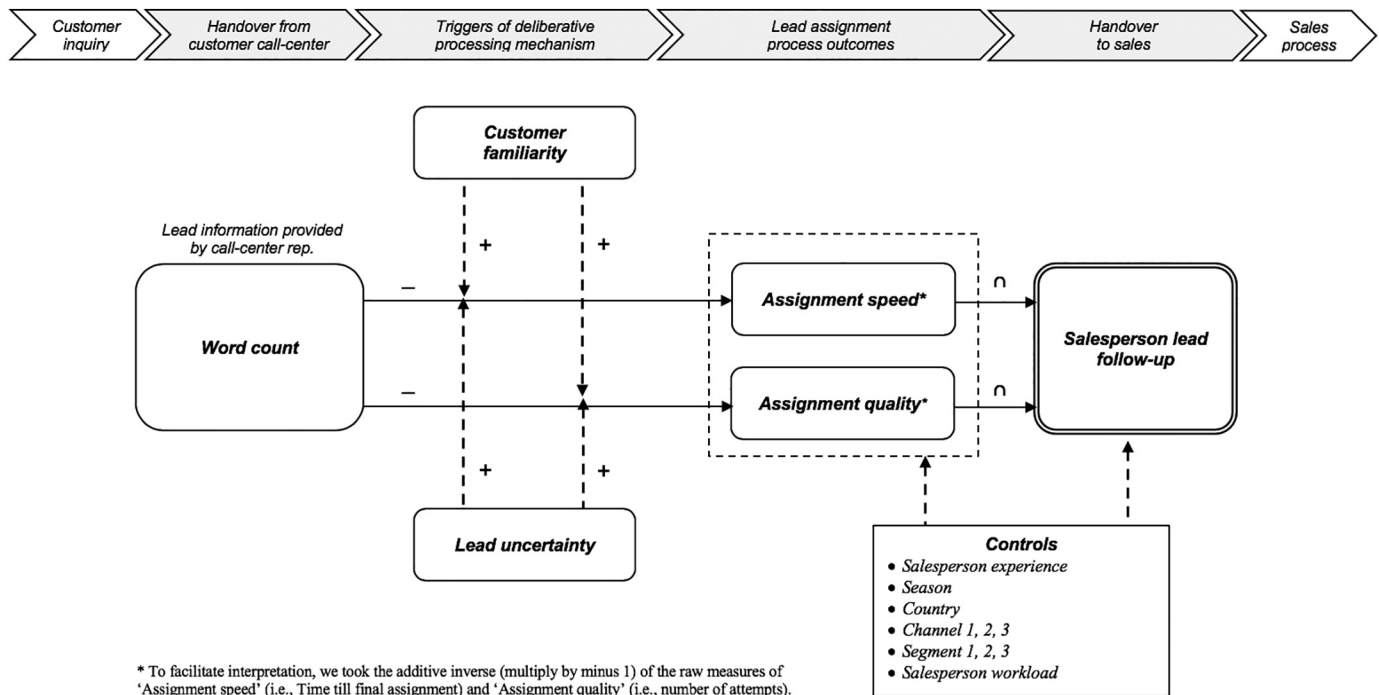 Customer
inquiry
Handover from
customer call-center
Triggers of deliberative
processing mechanism
Lead assignment
process outcomes
Handover
to sales
Sales
process
Customer
familiarity
Lead information provided
by call-center rep.
+ +
Word count
–
Assignment speed*
∩
Salesperson lead
follow-up
–
Assignment quality*
∩
+ +
Lead uncertainty
Controls
• Salesperson experience
• Season
• Country
• Channel 1, 2, 3
• Segment 1, 2, 3
• Salesperson workload
* To facilitate interpretation, we took the additive inverse (multiply by minus 1) of the raw measures of
‘Assignment speed’ (i.e., Time till final assignment) and ‘Assignment quality’ (i.e., number of attempts).